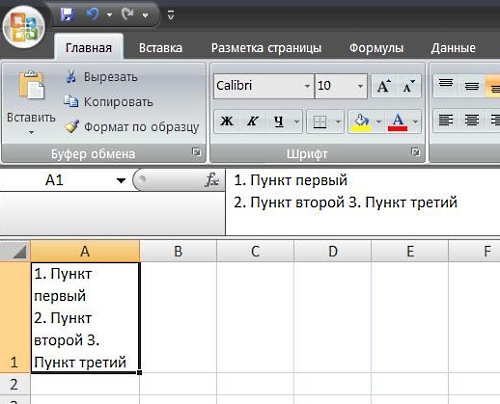 Главная Вставка Разметка страницы Формулы Данные
Вырезать
Копировать
Формат по образцу
Вставить
Calibri 10 A A
Ж К Ч A
Буфер обмена Шрифт
A1 fx 1. Пункт первый
2. Пункт второй 3. Пункт третий
A B C D E F
1. Пункт
первый
2. Пункт
второй 3.
Пункт третий
1
2
3